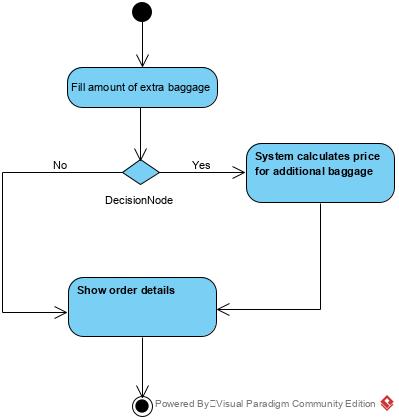 Fill amount of extra baggage
No
Yes
System calculates price
for additional baggage
DecisionNode
Show order details
Powered By Visual Paradigm Community Edition